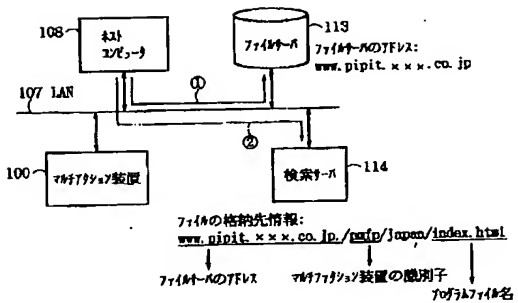 108
ホスト
コンピュータ
113
ファイルサーバ
ファイルサーバのアドレス:
www.pipit.×××.co.jp
①
107 LAN
②
100
マルチアクション装置
検索サーバ
114
ファイルの格納先情報:
www.pipit.×××.co.jp./mxfp/japan/index.html
ファイルサーバのアドレス
マルチファクション装置の識別子
プログラムファイル名